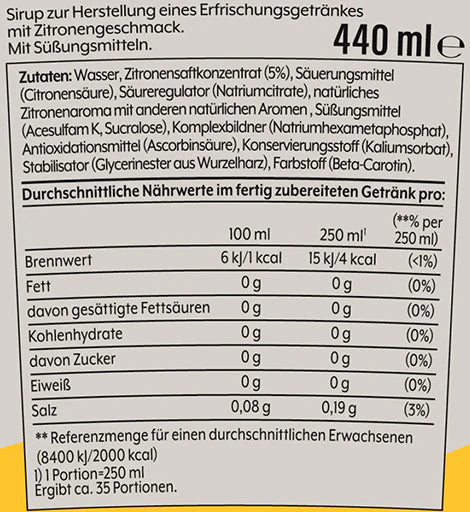 Sirup zur Herstellung eines Erfrischungsgetränkes
mit Zitronengeschmack.
Mit Süßungsmitteln.
440 ml e
Zutaten: Wasser, Zitronensaftkonzentrat (5%), Säuerungsmittel
(Citronensäure), Säureregulator (Natriumcitrate), natürliches
Zitronenaroma mit anderen natürlichen Aromen, Süßungsmittel
(Acesulfam K, Sucralose), Komplexbildner (Natriumhexametaphosphat),
Antioxidationsmittel (Ascorbinsäure), Konservierungsstoff (Kaliumsorbat),
Stabilisator (Glycerinester aus Wurzelharz), Farbstoff (Beta-Carotin).
Durchschnittliche Nährwerte im fertig zubereiteten Getränk pro:
100 ml 250 ml¹ (**% per 250 ml)
Brennwert 6 kJ/1 kcal 15 kJ/4 kcal (<1%)
Fett 0 g 0 g (0%)
davon gesättigte Fettsäuren 0 g 0 g (0%)
Kohlenhydrate 0 g 0 g (0%)
davon Zucker 0 g 0 g (0%)
Eiweiß 0 g 0 g (0%)
Salz 0,08 g 0,19 g (3%)
** Referenzmenge für einen durchschnittlichen Erwachsenen
(8400 kJ/2000 kcal)
1) 1 Portion=250 ml
Ergibt ca. 35 Portionen.